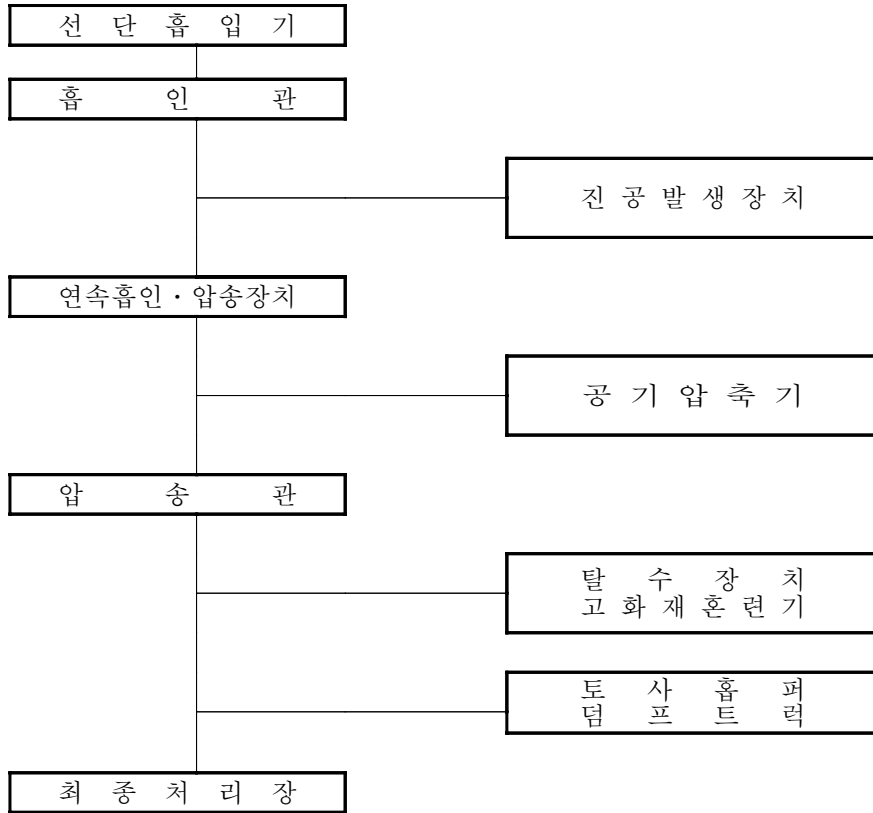 선 단 흡 입 기
흡 인 관
진 공 발 생 장 치
연속흡인 · 압송장치
공 기 압 축 기
압 송 관
탈 수 장 치
고 화 재 혼 련 기
토 사 홉 퍼
덤 프 트 럭
최 종 처 리 장